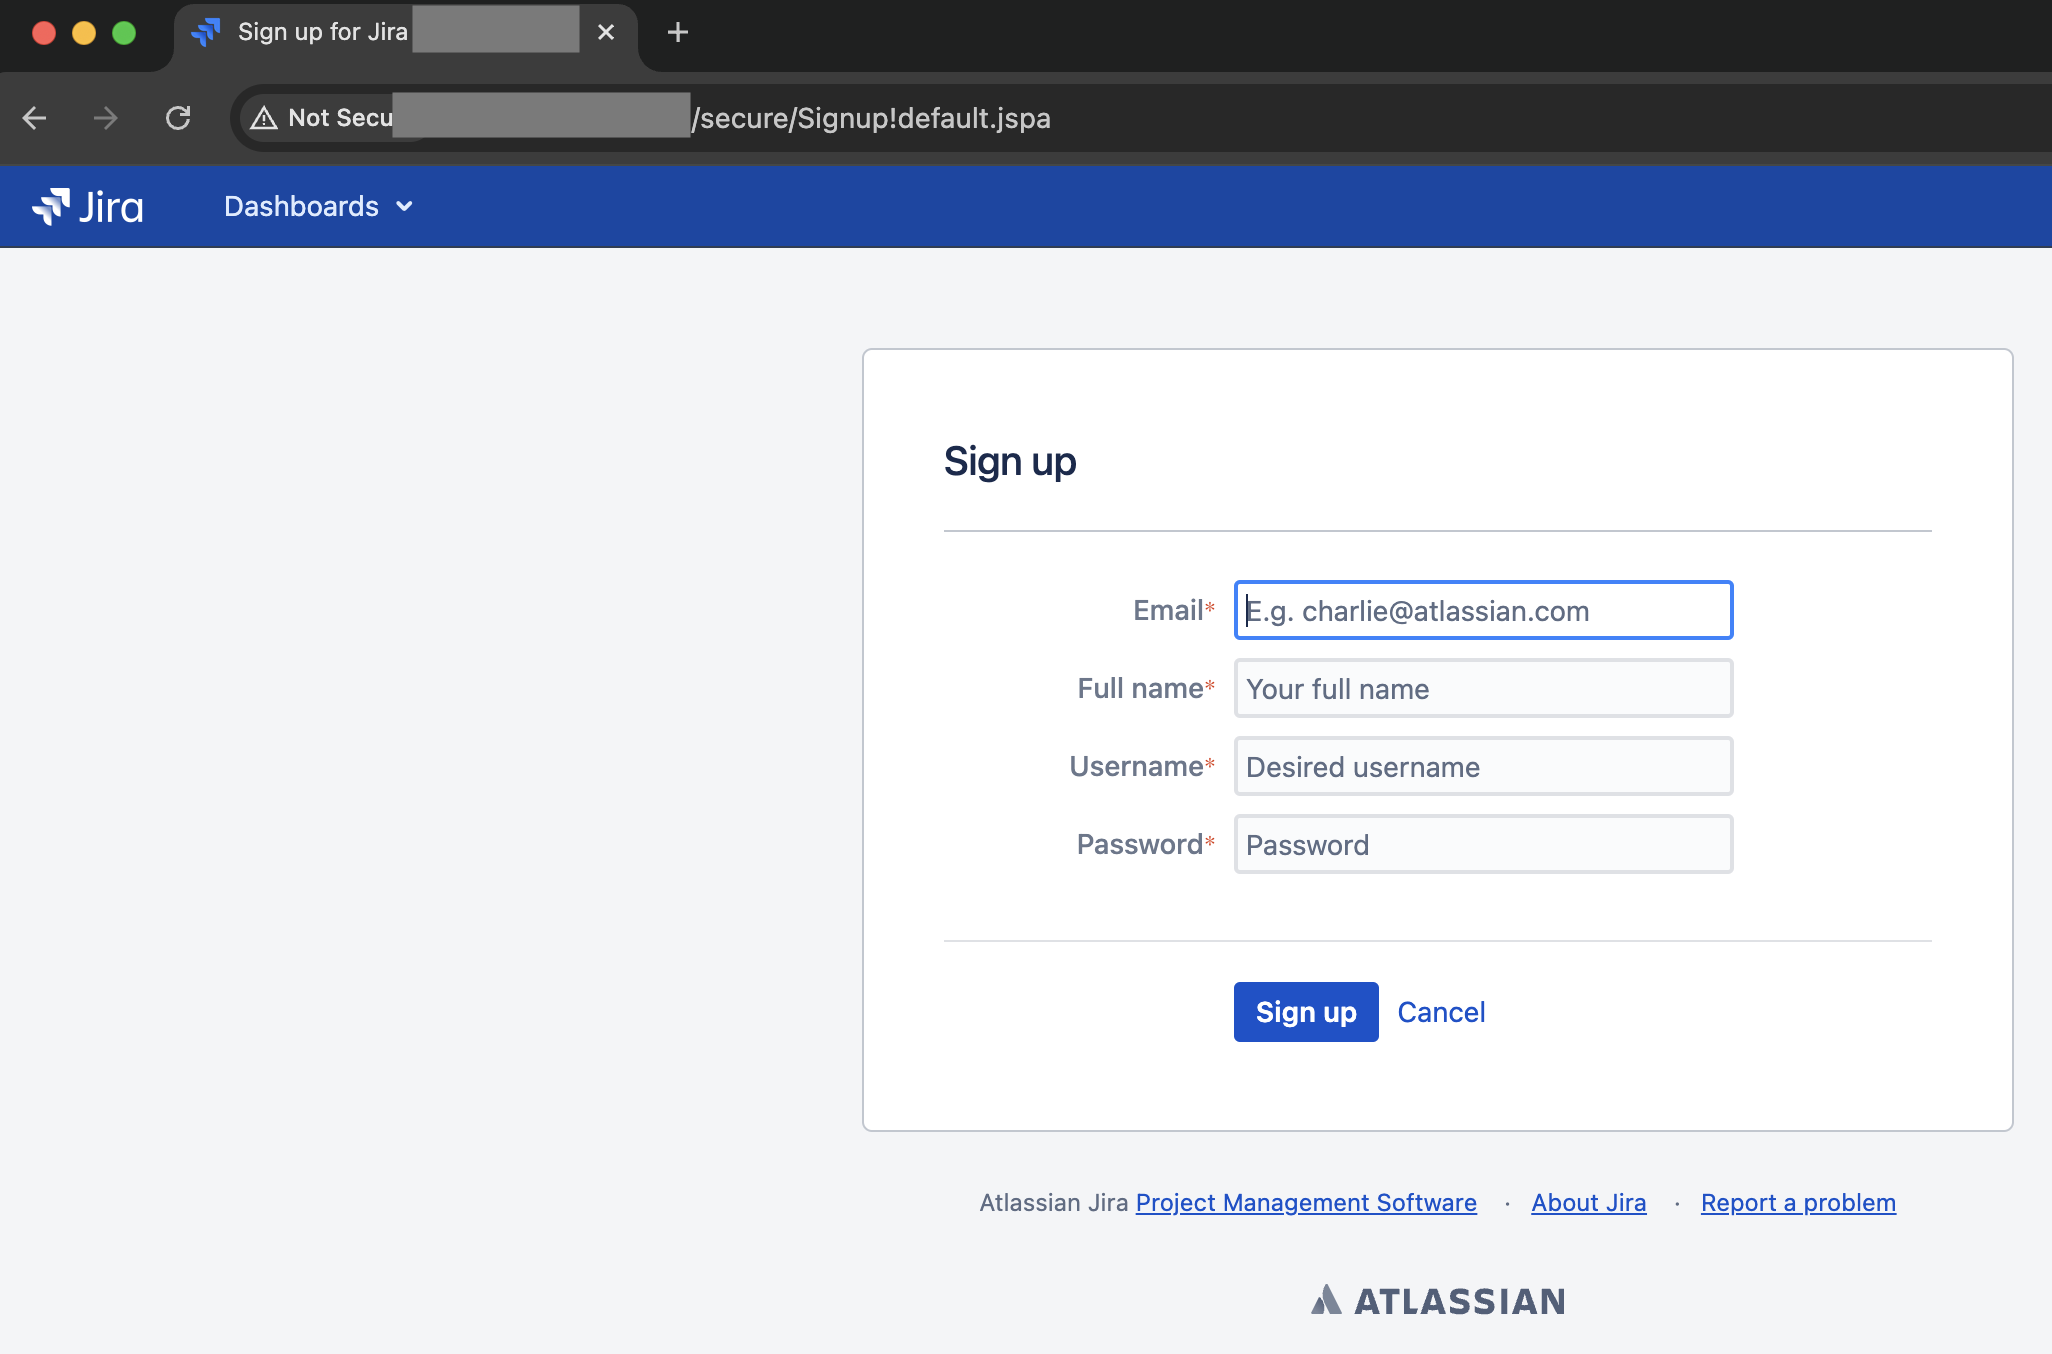 Sign up for Jira
Not Secu
/secure/Signup!default.jspa
Jira
Dashboards
Sign up
Email*
E.g. charlie@atlassian.com
Full name*
Your full name
Username*
Desired username
Password*
Password
Sign up Cancel
Atlassian Jira Project Management Software · About Jira · Report a problem
ATLASSIAN